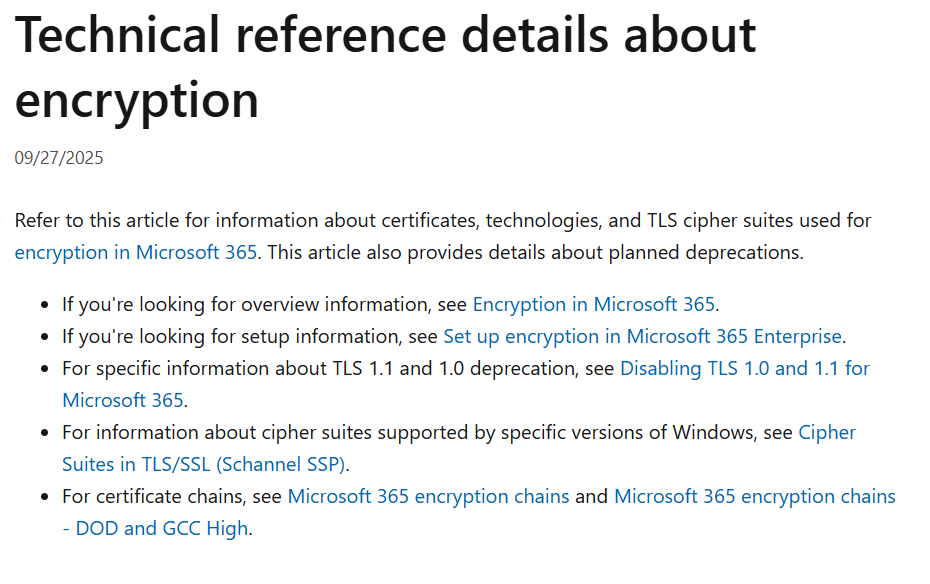 Technical reference details about
encryption
09/27/2025
Refer to this article for information about certificates, technologies, and TLS cipher suites used for
encryption in Microsoft 365. This article also provides details about planned deprecations.
• If you're looking for overview information, see Encryption in Microsoft 365.
• If you're looking for setup information, see Set up encryption in Microsoft 365 Enterprise.
• For specific information about TLS 1.1 and 1.0 deprecation, see Disabling TLS 1.0 and 1.1 for
Microsoft 365.
• For information about cipher suites supported by specific versions of Windows, see Cipher
Suites in TLS/SSL (Schannel SSP).
• For certificate chains, see Microsoft 365 encryption chains and Microsoft 365 encryption chains
- DOD and GCC High.